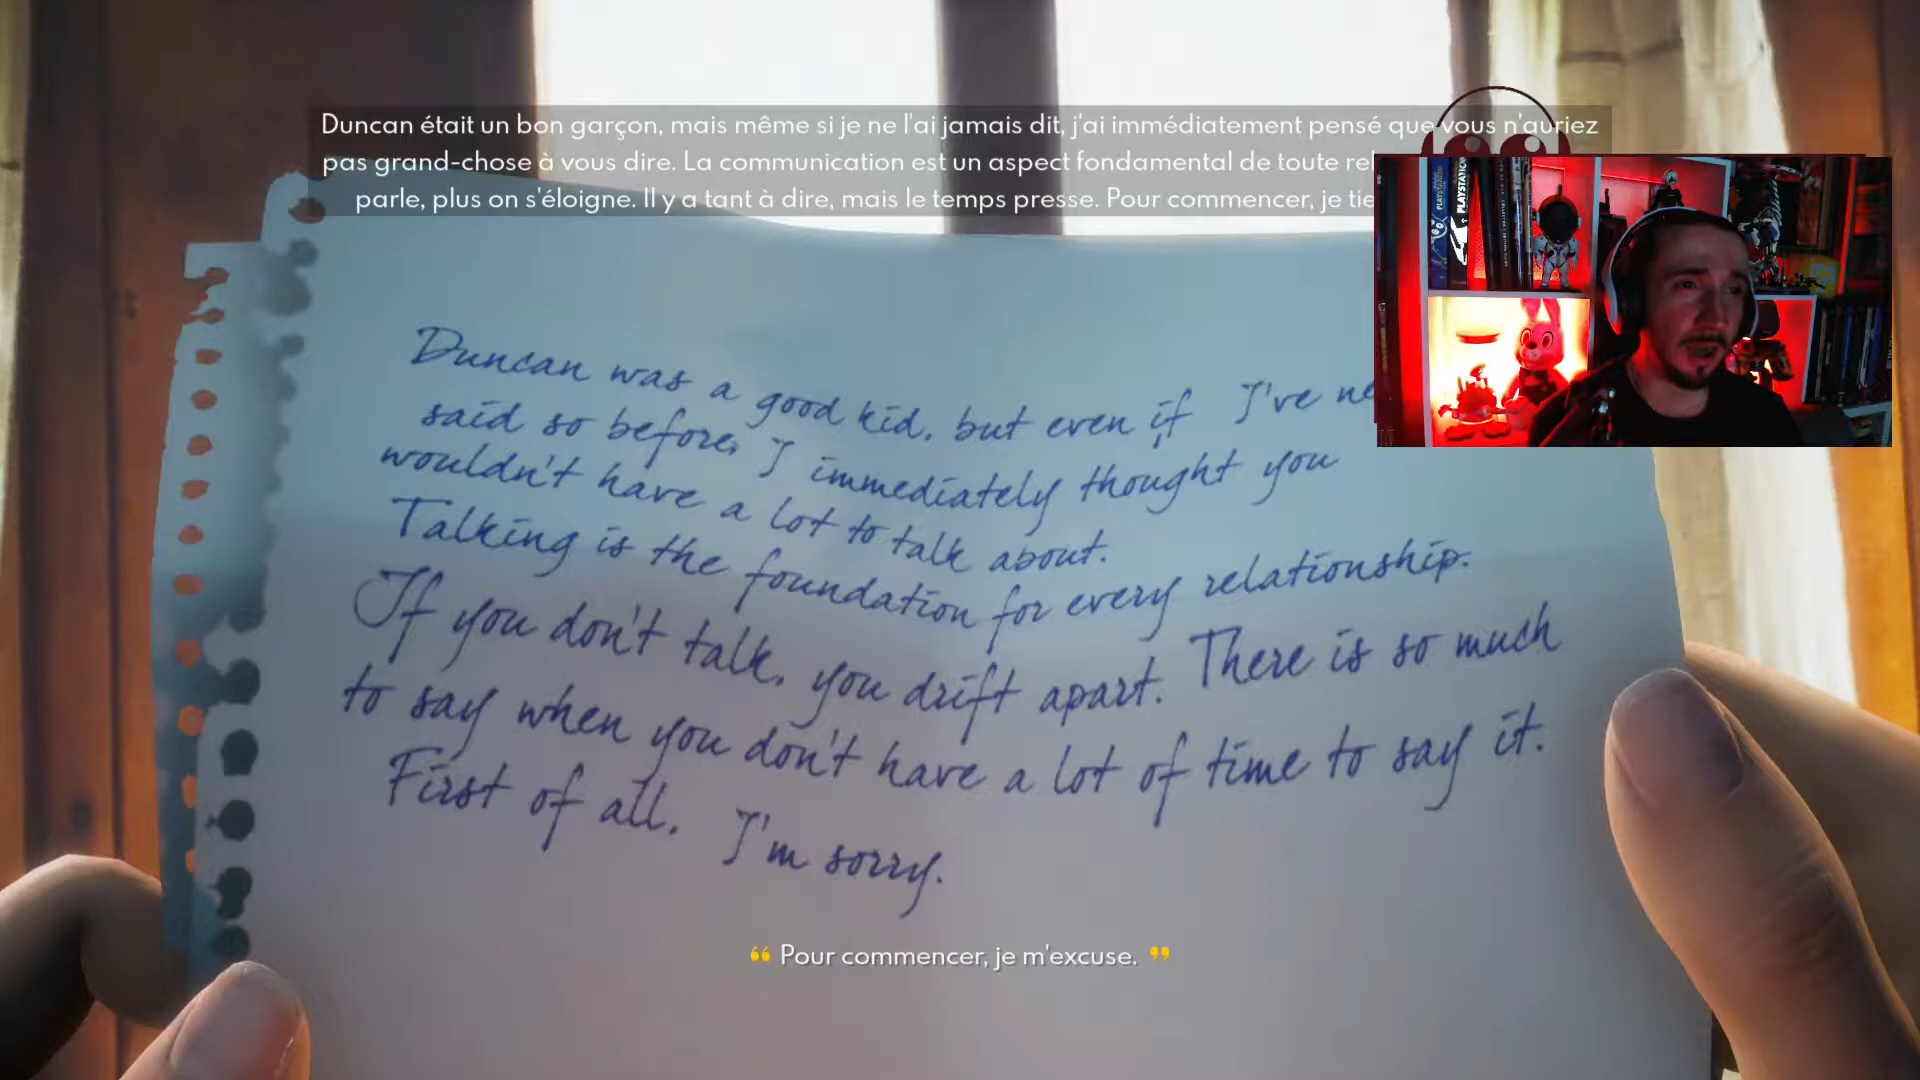 Duncan était un bon garçon, mais même si je ne l'ai jamais dit, j'ai immédiatement pensé que vous n'auriez
pas grand-chose à vous dire. La communication est un aspect fondamental de toute
parle, plus on s'éloigne. Il y a tant à dire, mais le temps presse. Pour commencer, je
PLAYSTATION
Duncan was a good kid, but even if I've
said so before, I immediately thought you
wouldn't have a lot to talk about.
Talking is the foundation for every relationship.
If you don't talk, you drift apart. There is so much
to say when you don't have a lot of time to say it.
First of all, I'm sorry.
“ Pour commencer, je m'excuse. ”